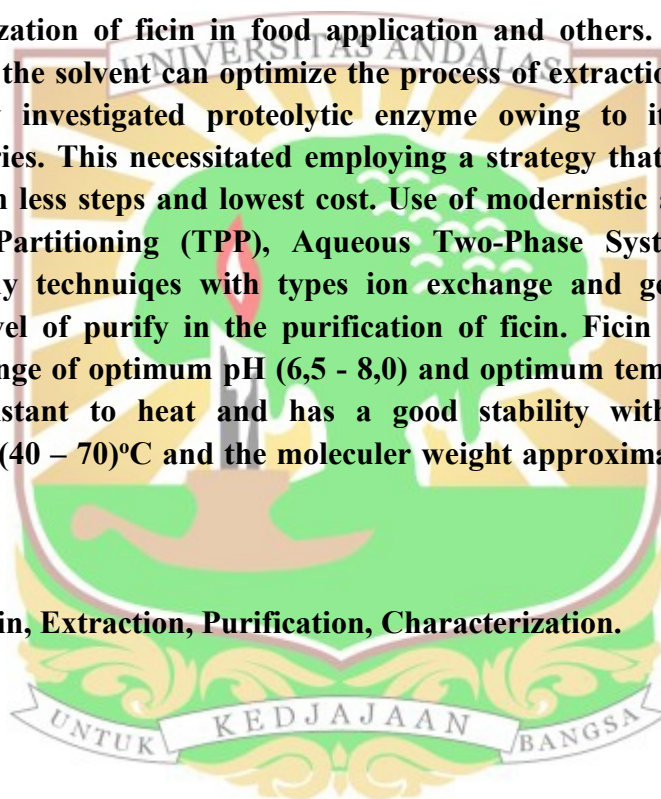 zation of ficin in food application and others.
UNIVERSITAS ANDALAS
the solvent can optimize the process of extractio
investigated proteolytic enzyme owing to it
ries. This necessitated employing a strategy that
less steps and lowest cost. Use of modernistic
Partitioning (TPP), Aqueous Two-Phase Syst
y technuiqes with types ion exchange and ge
vel of purify in the purification of ficin. Ficin
nge of optimum pH (6,5 - 8,0) and optimum tem
stant to heat and has a good stability with
(40 – 70)ºC and the moleculer weight approxima
in, Extraction, Purification, Characterization.
UNTUK KEDJAJAAN BANGSA